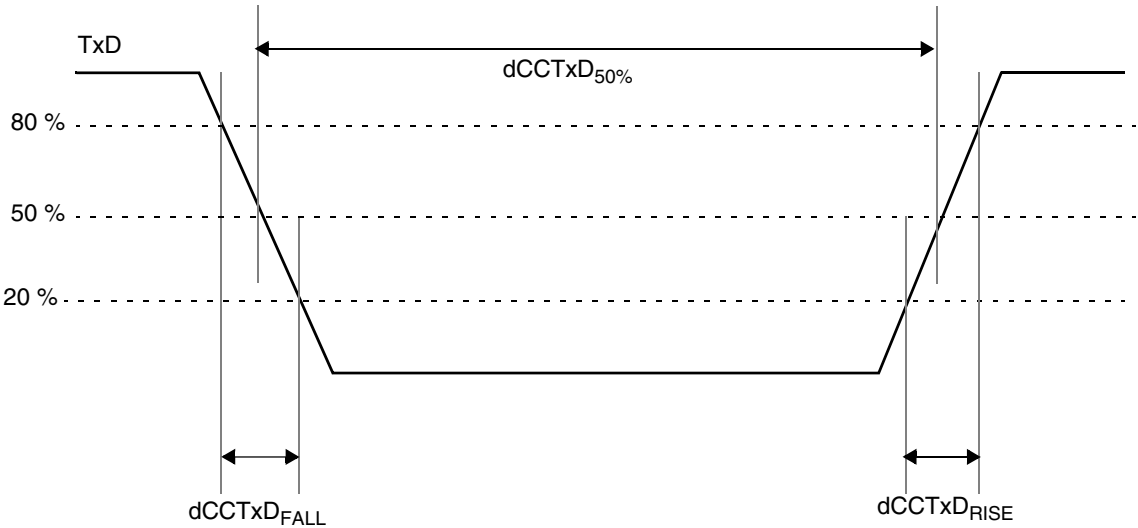 TxD
dCCTxD50%
80 %
50 %
20 %
dCCTxDFALL
dCCTxDRISE